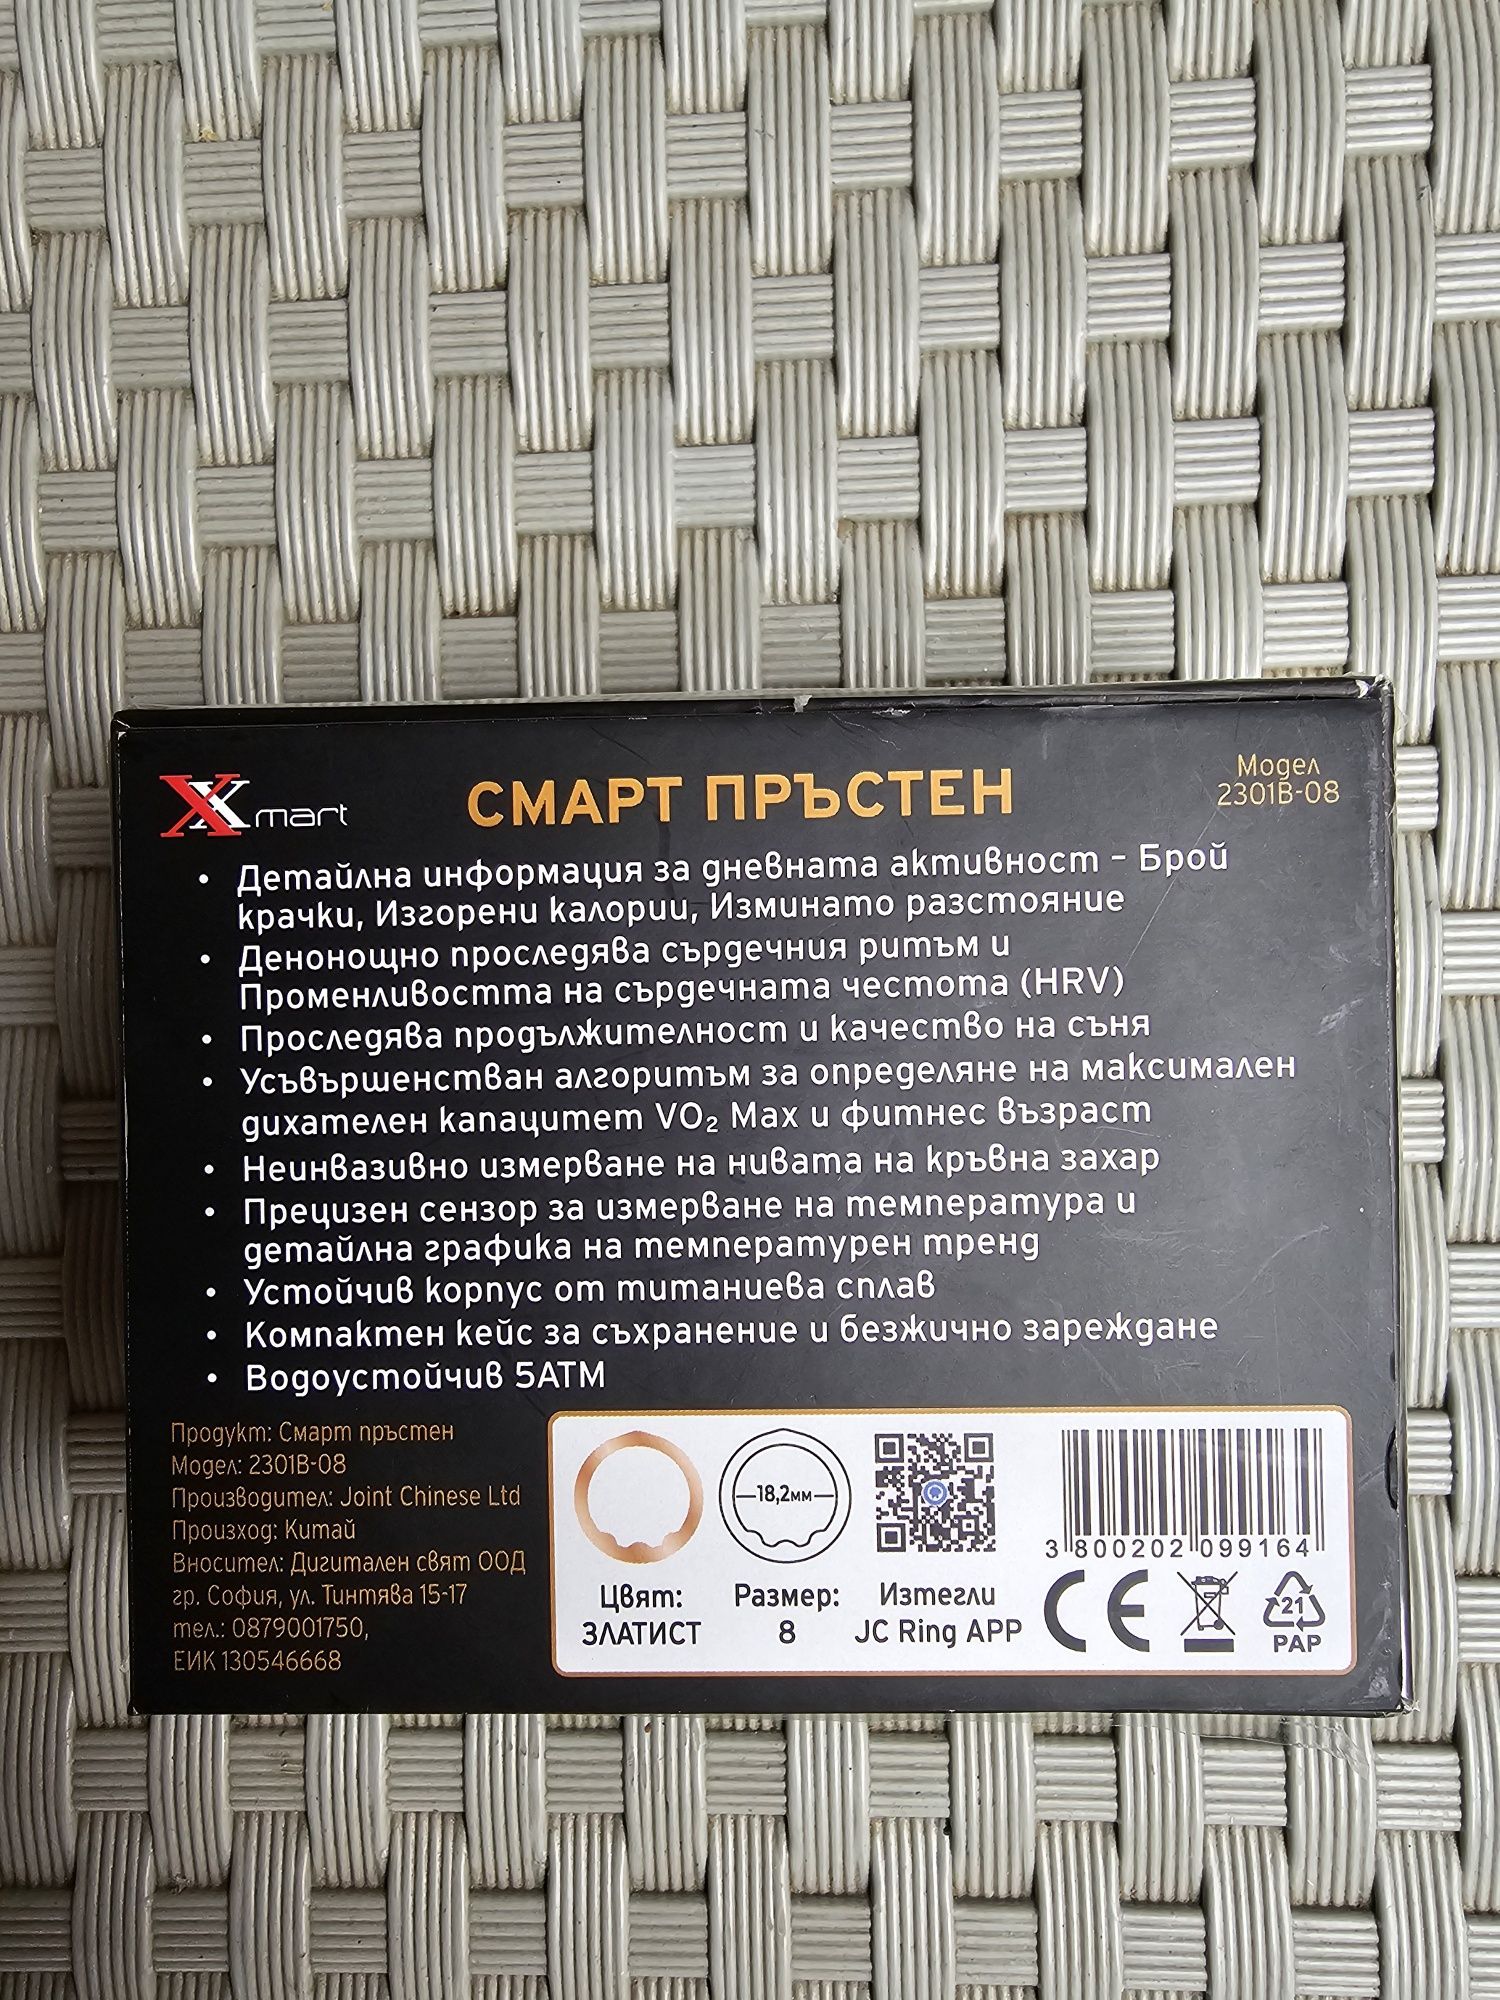 XXmart
СМАРТ ПРЪСТЕН
Модел
2301B-08
• Детайлна информация за дневната активност – Брой
крачки, Изгорени калории, Изминато разстояние
• Денонощно проследява сърдечния ритъм и
Променливостта на сърдечната честота (HRV)
• Проследява продължителност и качество на съня
• Усъвършенстван алгоритъм за определяне на максимален
дихателен капацитет VO₂ Max и фитнес възраст
• Неинвазивно измерване на нивата на кръвна захар
• Прецизен сензор за измерване на температура и
детайлна графика на температурен тренд
• Устойчив корпус от титаниева сплав
• Компактен кейс за съхранение и безжично зареждане
• Водоустойчив 5ATM
Продукт: Смарт пръстен
Модел: 2301B-08
Производител: Joint Chinese Ltd
Произход: Китай
Вносител: Дигитален свят ООД
гр. София, ул. Тинтява 15-17
тел.: 0879001750,
ЕИК 130546668
Цвят:
ЗЛАТИСТ
18,2мм
Размер:
8
Изтегли
JC Ring APP
3 800202 099164
CE
21
PAP